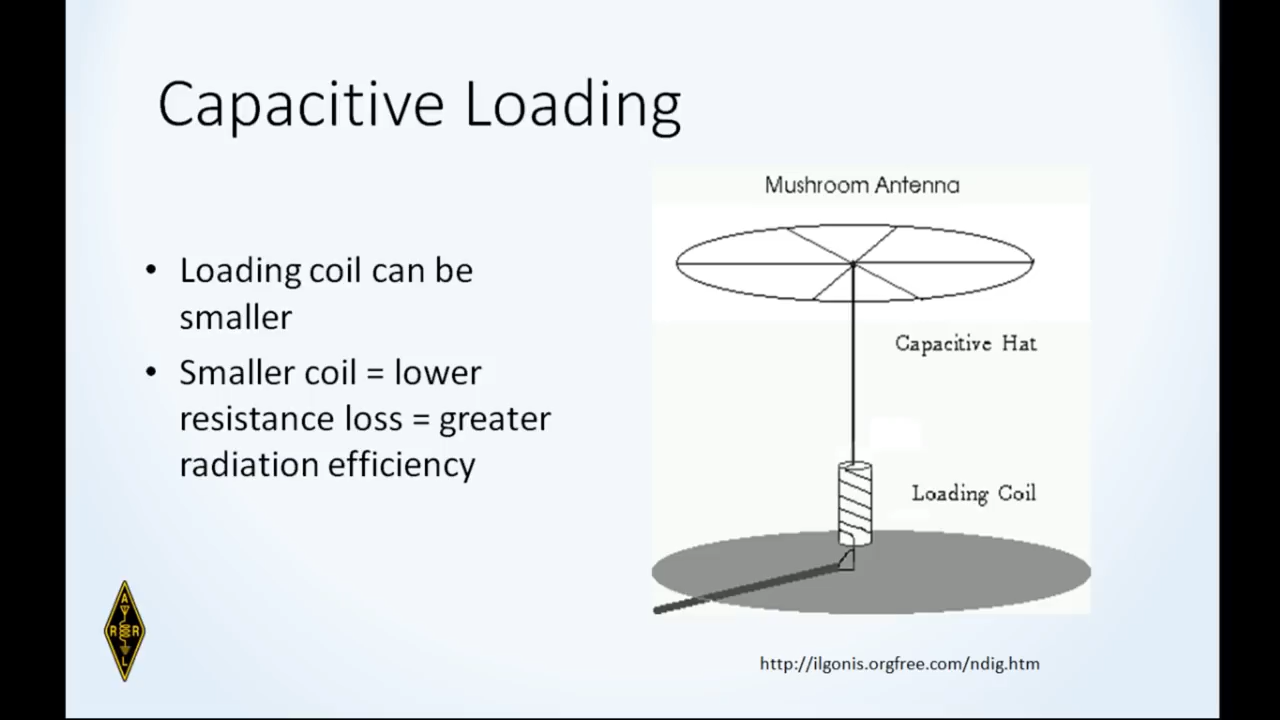 Capacitive Loading
Mushroom Antenna
• Loading coil can be
smaller
• Smaller coil = lower
resistance loss = greater
radiation efficiency
Capacitive Hat
Loading Coil
A
R R
L
http://ilgonis.orgfree.com/ndig.htm